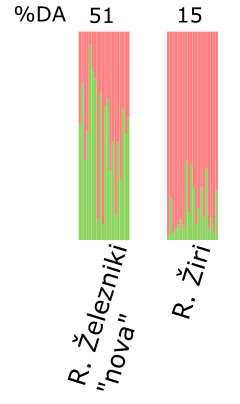 %DA 51 15
R. Železniki
"nova"
R. Žiri